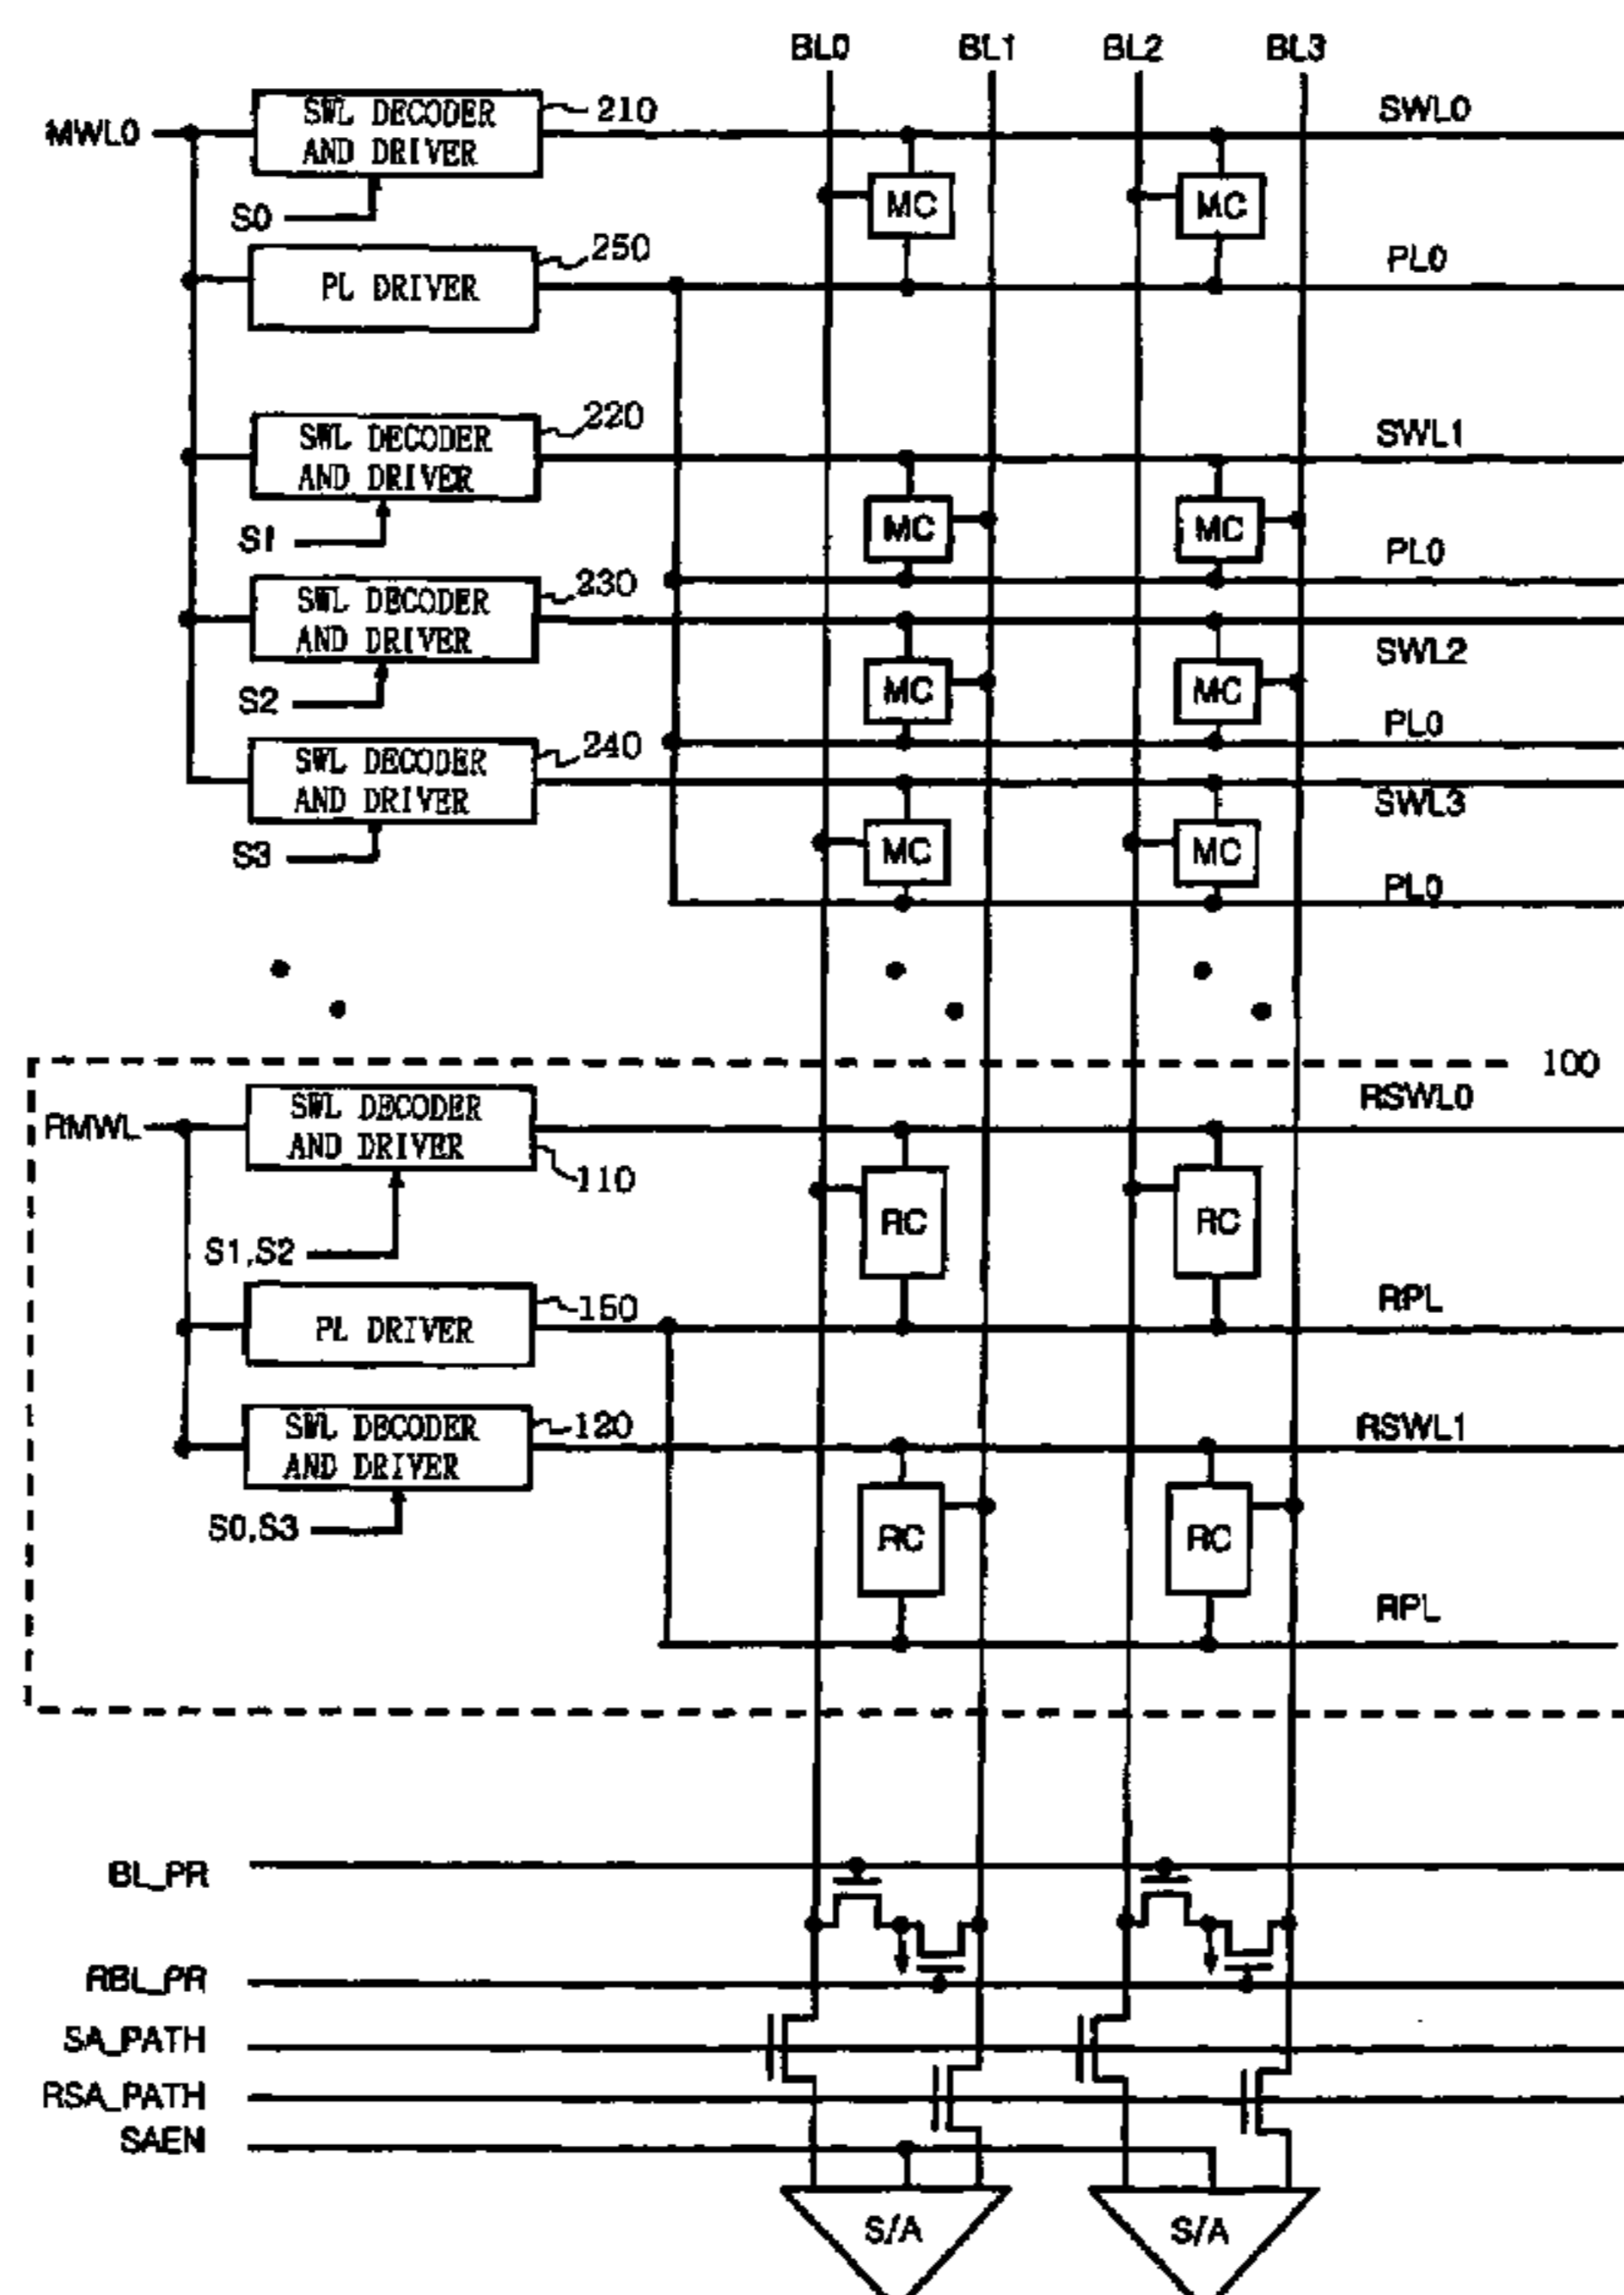 BL0 BL1 BL2 BL3
MWL0 SWL DECODER AND DRIVER 210 SWL0
S0
MC MC
PL DRIVER 250 PL0
SWL DECODER AND DRIVER 220 SWL1
S1
MC MC
PL0
SWL DECODER AND DRIVER 230
SWL2
S2
MC MC
PL0
SWL DECODER AND DRIVER 240
SWL3
S3
MC MC
PL0
100
RMWL SWL DECODER AND DRIVER 110 RSWL0
S1,S2
RC RC
PL DRIVER 150 RPL
SWL DECODER AND DRIVER 120 RSWL1
S0,S3
RC RC
RPL
BL_PR
RBL_PR
SA_PATH
RSA_PATH
SAEN
S/A S/A